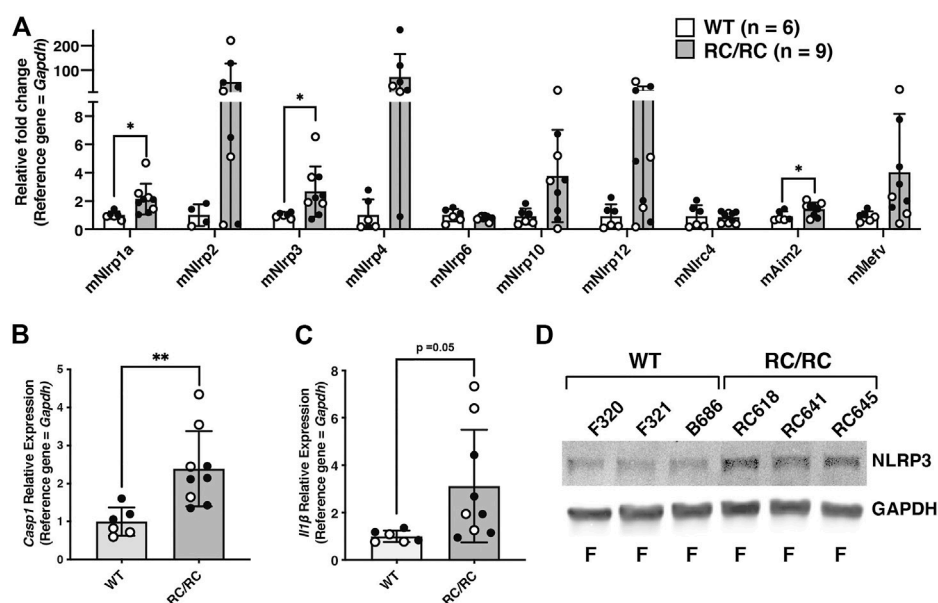 A
WT (n = 6)
RC/RC (n = 9)
Relative fold change
(Reference gene = Gapdh)
200
100
8
6
4
2
0
*
*
*
mNlrp1a
mNlrp2
mNlrp3
mNlrp4
mNlrp6
mNlrp10
mNlrp12
mNlrc4
mAim2
mMefv
B
Casp1 Relative Expression
(Reference gene = Gapdh)
5
4
3
2
1
0
**
WT
RC/RC
C
Il1β Relative Expression
(Reference gene = Gapdh)
8
6
4
2
0
p =0.05
WT
RC/RC
D
WT RC/RC
F320 F321 B686 RC618 RC641 RC645
NLRP3
GAPDH
F F F F F F